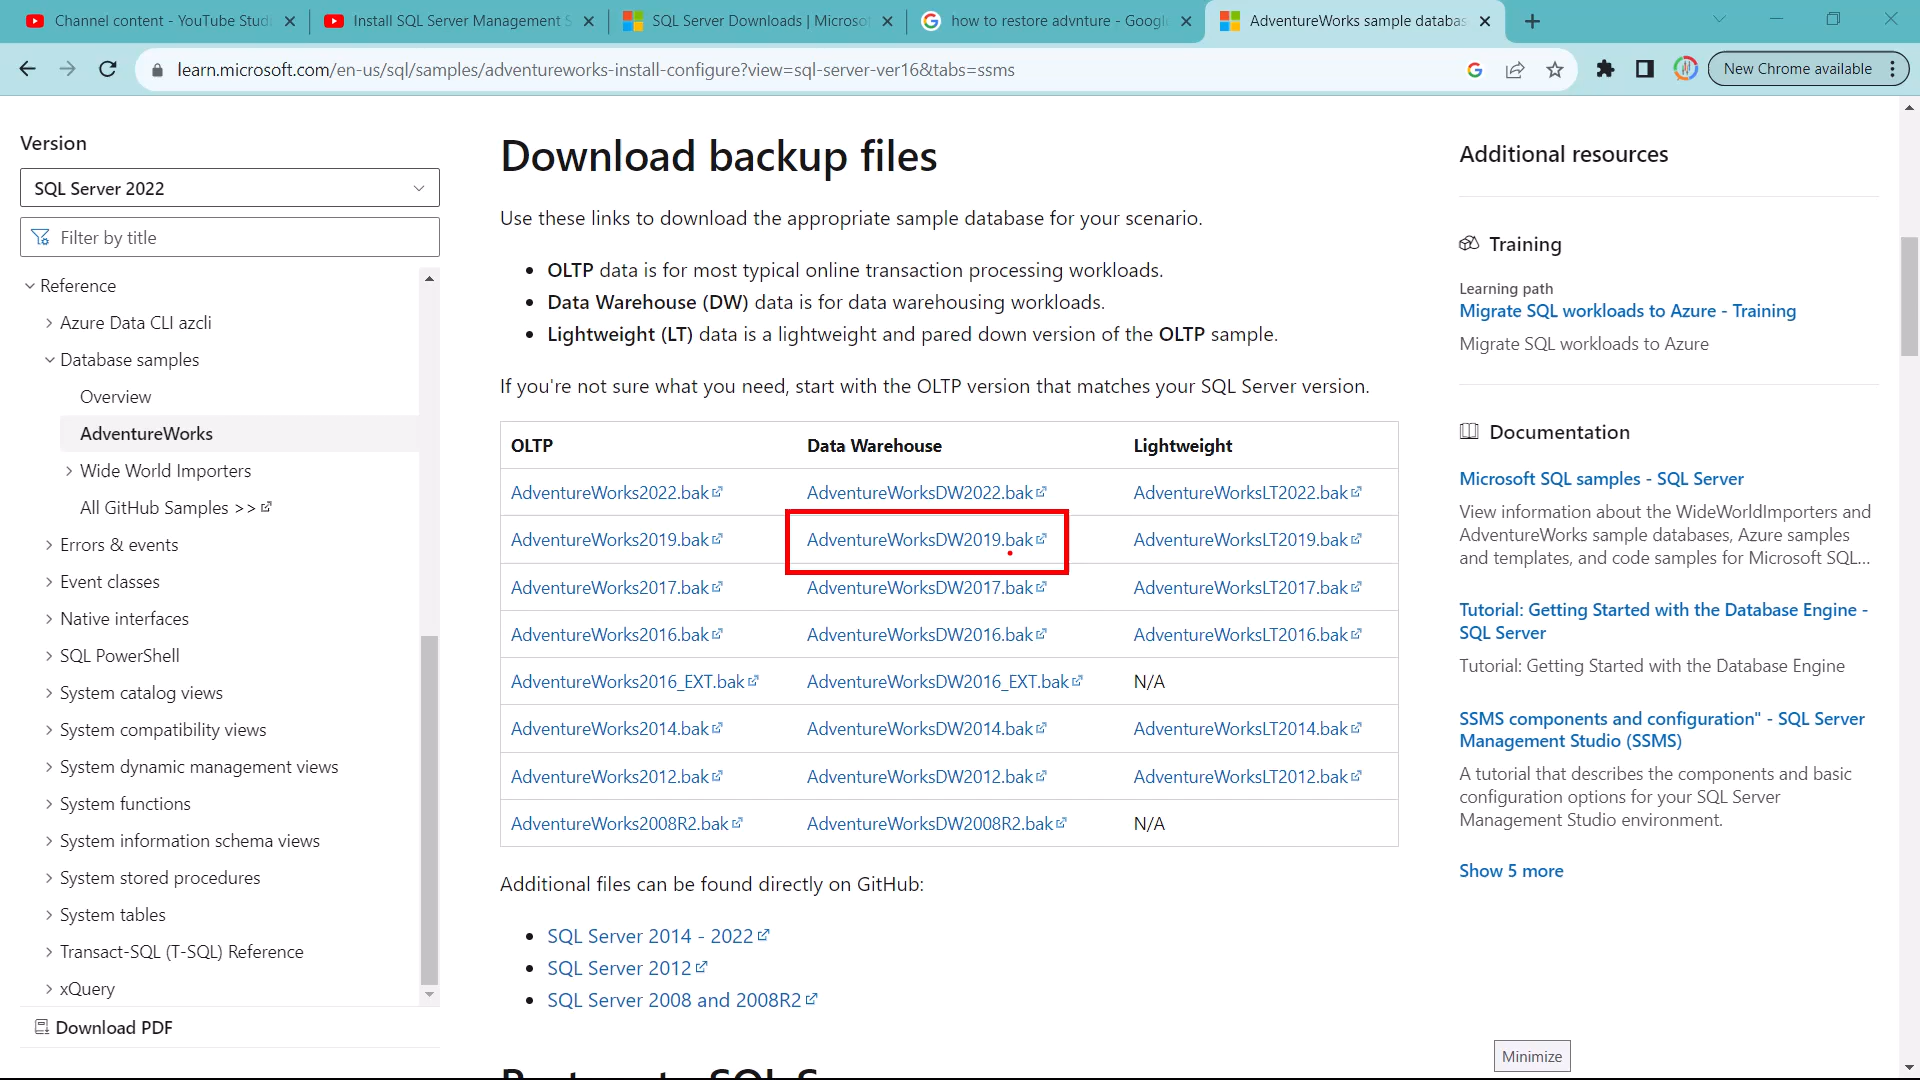 Channel content - YouTube Studi
Install SQL Server Management S
SQL Server Downloads | Microsof
how to restore advnture - Googl
AdventureWorks sample databas
learn.microsoft.com/en-us/sql/samples/adventureworks-install-configure?view=sql-server-ver16&tabs=ssms
New Chrome available
Version
SQL Server 2022
Filter by title
Reference
Azure Data CLI azcli
Database samples
Overview
AdventureWorks
Wide World Importers
All GitHub Samples >>
Errors & events
Event classes
Native interfaces
SQL PowerShell
System catalog views
System compatibility views
System dynamic management views
System functions
System information schema views
System stored procedures
System tables
Transact-SQL (T-SQL) Reference
xQuery
Download PDF
Download backup files
Use these links to download the appropriate sample database for your scenario.
OLTP data is for most typical online transaction processing workloads.
Data Warehouse (DW) data is for data warehousing workloads.
Lightweight (LT) data is a lightweight and pared down version of the OLTP sample.
If you're not sure what you need, start with the OLTP version that matches your SQL Server version.
OLTP Data Warehouse Lightweight
AdventureWorks2022.bak AdventureWorksDW2022.bak AdventureWorksLT2022.bak
AdventureWorks2019.bak AdventureWorksDW2019.bak AdventureWorksLT2019.bak
AdventureWorks2017.bak AdventureWorksDW2017.bak AdventureWorksLT2017.bak
AdventureWorks2016.bak AdventureWorksDW2016.bak AdventureWorksLT2016.bak
AdventureWorks2016_EXT.bak AdventureWorksDW2016_EXT.bak N/A
AdventureWorks2014.bak AdventureWorksDW2014.bak AdventureWorksLT2014.bak
AdventureWorks2012.bak AdventureWorksDW2012.bak AdventureWorksLT2012.bak
AdventureWorks2008R2.bak AdventureWorksDW2008R2.bak N/A
Additional files can be found directly on GitHub:
SQL Server 2014 - 2022
SQL Server 2012
SQL Server 2008 and 2008R2
Additional resources
Training
Learning path
Migrate SQL workloads to Azure - Training
Migrate SQL workloads to Azure
Documentation
Microsoft SQL samples - SQL Server
View information about the WideWorldImporters and
AdventureWorks sample databases, Azure samples
and templates, and code samples for Microsoft SQL...
Tutorial: Getting Started with the Database Engine -
SQL Server
Tutorial: Getting Started with the Database Engine
SSMS components and configuration" - SQL Server
Management Studio (SSMS)
A tutorial that describes the components and basic
configuration options for your SQL Server
Management Studio environment.
Show 5 more
Minimize